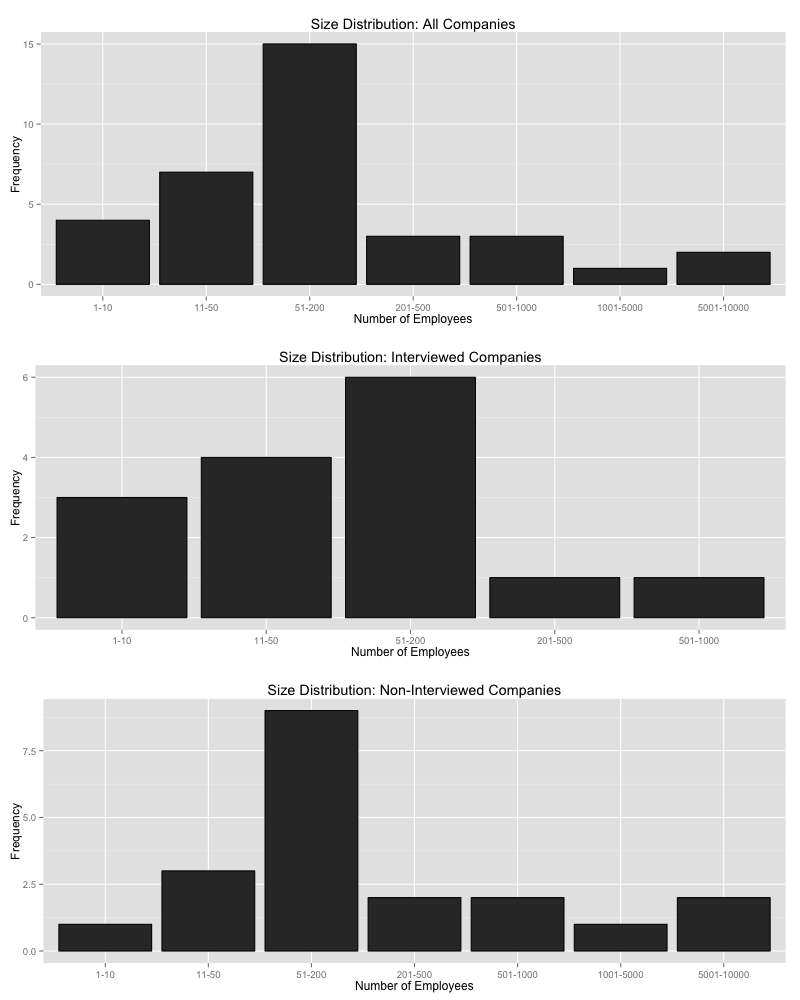 Size Distribution: All Companies
15
10
5
0
Frequency
1-10 11-50 51-200 201-500 501-1000 1001-5000 5001-10000
Number of Employees
Size Distribution: Interviewed Companies
6
4
2
0
Frequency
1-10 11-50 51-200 201-500 501-1000
Number of Employees
Size Distribution: Non-Interviewed Companies
7.5
5.0
2.5
0.0
Frequency
1-10 11-50 51-200 201-500 501-1000 1001-5000 5001-10000
Number of Employees